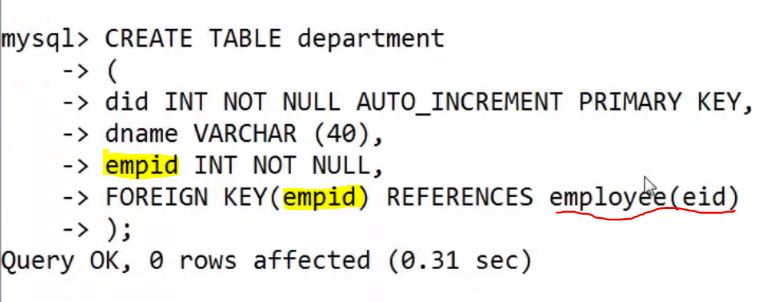 mysql> CREATE TABLE department
-> (
-> did INT NOT NULL AUTO_INCREMENT PRIMARY KEY,
-> dname VARCHAR (40),
-> empid INT NOT NULL,
-> FOREIGN KEY(empid) REFERENCES employee(eid)
-> );
Query OK, 0 rows affected (0.31 sec)